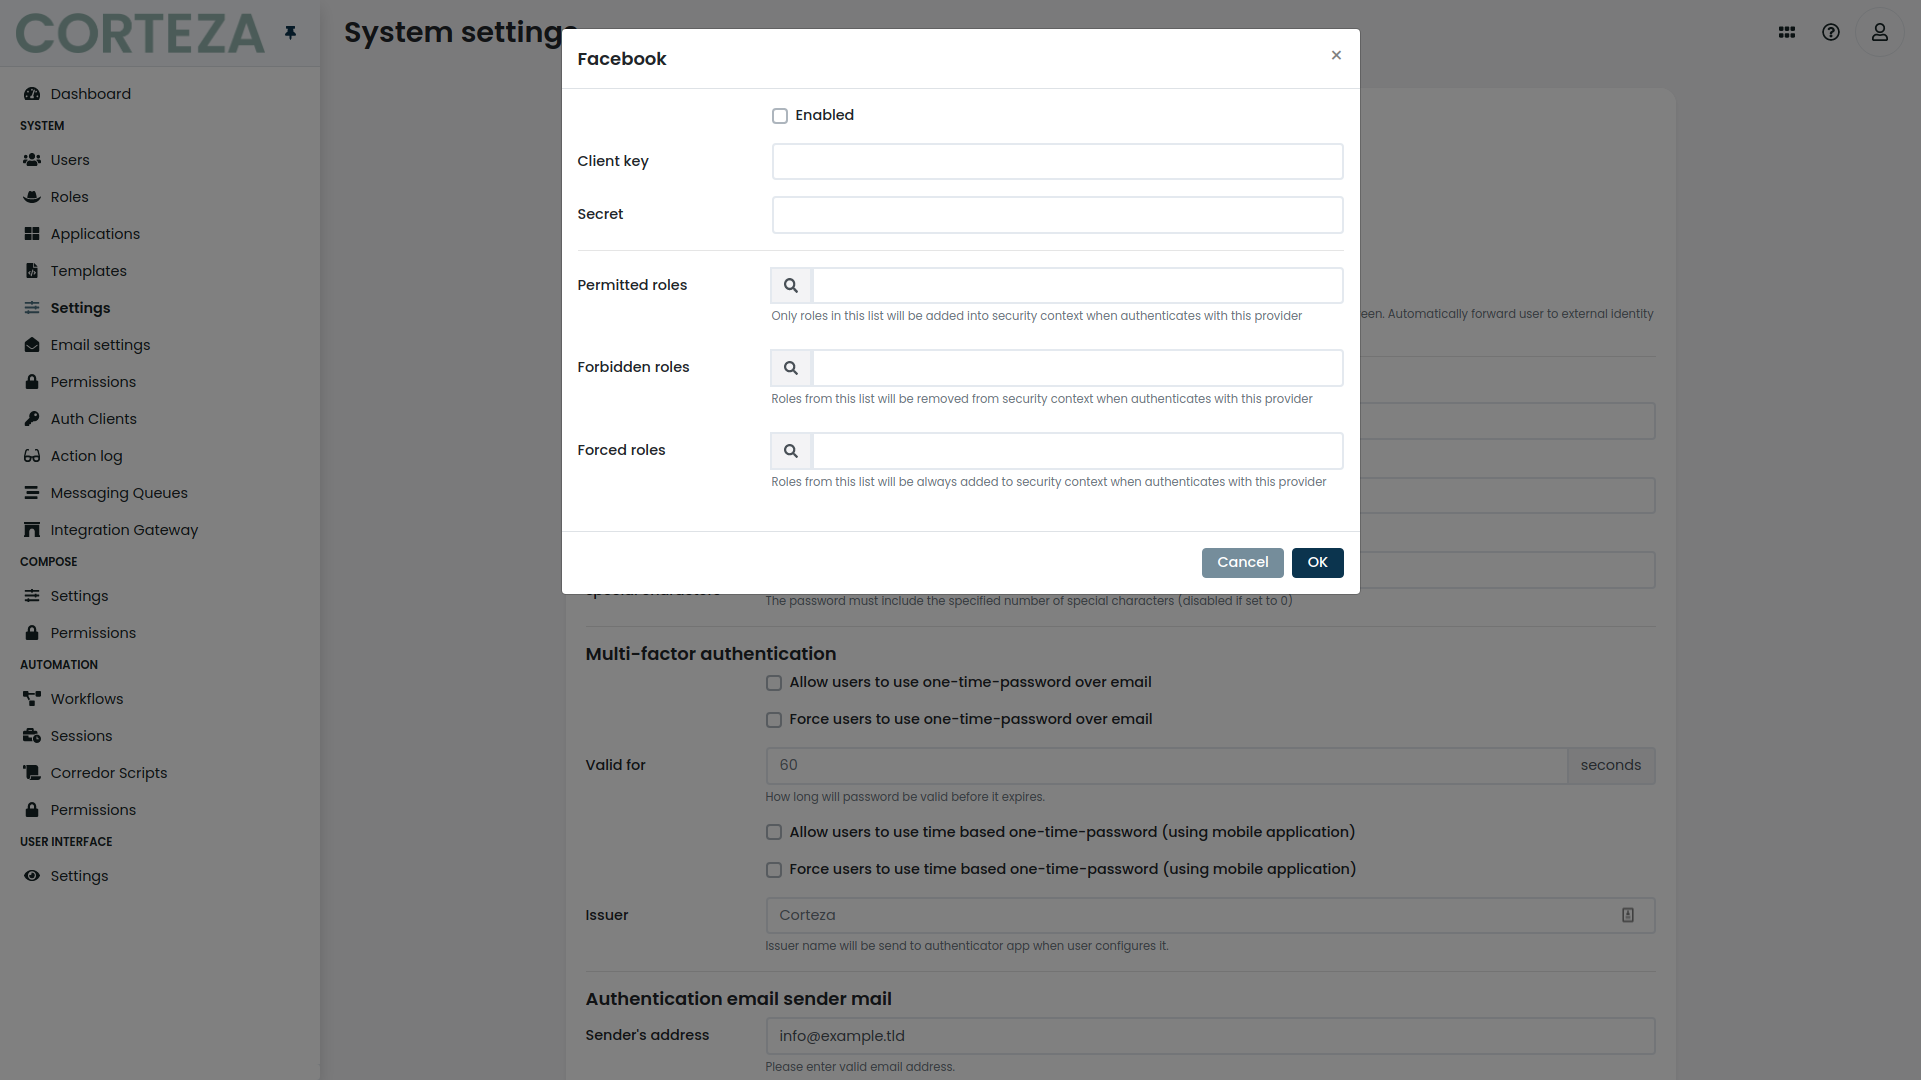 CORTEZA
System settings
Dashboard
SYSTEM
Users
Roles
Applications
Templates
Settings
Email settings
Permissions
Auth Clients
Action log
Messaging Queues
Integration Gateway
COMPOSE
Settings
Permissions
AUTOMATION
Workflows
Sessions
Corredor Scripts
Permissions
USER INTERFACE
Settings
Facebook
×
Enabled
Client key
Secret
Permitted roles
Only roles in this list will be added into security context when authenticates with this provider
Forbidden roles
Roles from this list will be removed from security context when authenticates with this provider
Forced roles
Roles from this list will be always added to security context when authenticates with this provider
Cancel OK
een. Automatically forward user to external identity
The password must include the specified number of special characters (disabled if set to 0)
Multi-factor authentication
Allow users to use one-time-password over email
Force users to use one-time-password over email
Valid for 60 seconds
How long will password be valid before it expires.
Allow users to use time based one-time-password (using mobile application)
Force users to use time based one-time-password (using mobile application)
Issuer Corteza
Issuer name will be send to authenticator app when user configures it.
Authentication email sender mail
Sender's address info@example.tld
Please enter valid email address.